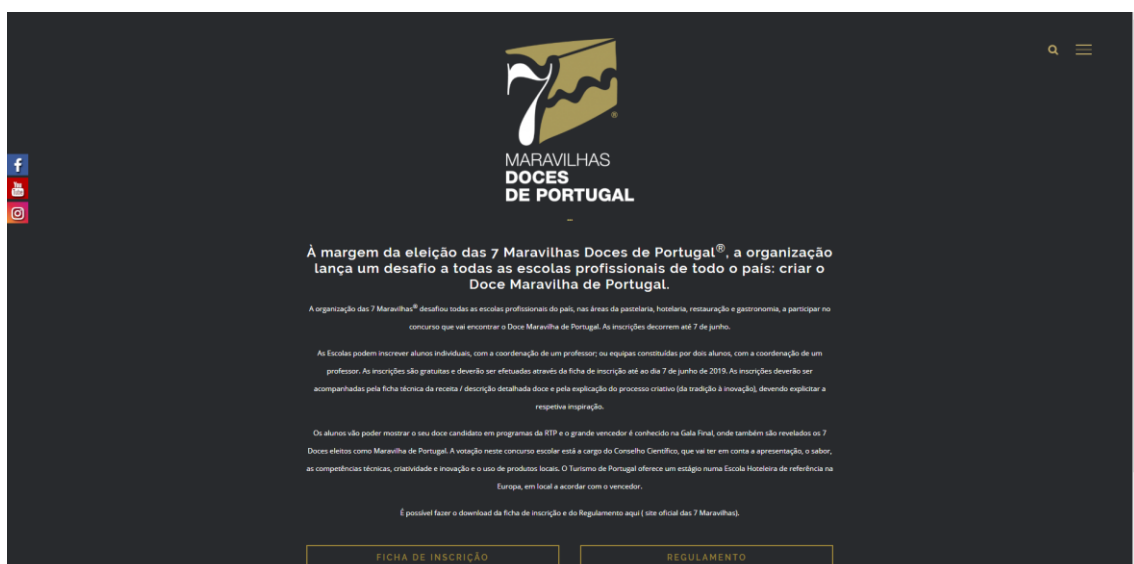 7
®
MARAVILHAS
DOCES
DE PORTUGAL
f
You
Tube
À margem da eleição das 7 Maravilhas Doces de Portugal®, a organização
lança um desafio a todas as escolas profissionais de todo o país: criar o
Doce Maravilha de Portugal.
A organização das 7 Maravilhas® desafiou todas as escolas profissionais do país, nas áreas da pastelaria, hotelaria, restauração e gastronomia, a participar no
concurso que vai encontrar o Doce Maravilha de Portugal. As inscrições decorrem até 7 de junho.
As Escolas podem inscrever alunos individuais, com a coordenação de um professor; ou equipas constituídas por dois alunos, com a coordenação de um
professor. As inscrições são gratuitas e deverão ser efetuadas através da ficha de inscrição até ao dia 7 de junho de 2019. As inscrições deverão ser
acompanhadas pela ficha técnica da receita / descrição detalhada doce e pela explicação do processo criativo (da tradição à inovação), devendo explicitar a
respetiva inspiração.
Os alunos vão poder mostrar o seu doce candidato em programas da RTP e o grande vencedor é conhecido na Gala Final, onde também são revelados os 7
Doces eleitos como Maravilha de Portugal. A votação neste concurso escolar está a cargo do Conselho Científico, que vai ter em conta a apresentação, o sabor,
as competências técnicas, criatividade e inovação e o uso de produtos locais. O Turismo de Portugal oferece um estágio numa Escola Hoteleira de referência na
Europa, em local a acordar com o vencedor.
É possível fazer o download da ficha de inscrição e do Regulamento aqui ( site oficial das 7 Maravilhas).
FICHA DE INSCRIÇÃO
REGULAMENTO